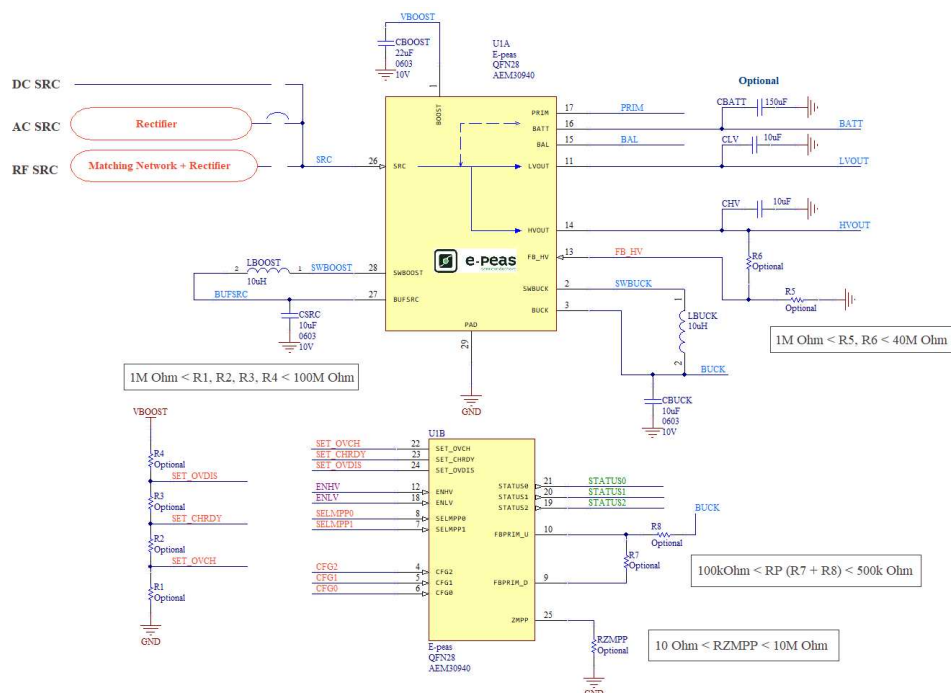 VBOOST
CBOOST
22uF
0603
10V
1
BOOST
U1A
E-peas
QFN28
AEM30940
DC SRC
AC SRC
Rectifier
RF SRC
Matching Network + Rectifier
SRC
26
SRC
Optional
PRIM
17
PRIM
BATT
16
CBATT
150uF
BATT
BAL
15
BAL
CLV
10uF
LVOUT
11
LVOUT
CHV
10uF
HVOUT
14
HVOUT
FB_HV
13
FB_HV
R6
Optional
R5
Optional
1M Ohm < R5, R6 < 40M Ohm
e-peas
LBOOST
2
1
10uH
SWBOOST
28
SWBOOST
BUFSRC
27
BUFSRC
CSRC
10uF
0603
10V
SWBUCK
2
SWBUCK
BUCK
3
1
LBUCK
10uH
2
BUCK
CBUCK
10uF
0603
10V
GND
PAD
29
GND
1M Ohm < R1, R2, R3, R4 < 100M Ohm
GND
VBOOST
R4
Optional
SET_OVDIS
R3
Optional
SET_CHRDY
R2
Optional
SET_OVCH
R1
Optional
GND
U1B
SET_OVCH
22
SET_OVCH
SET_CHRDY
23
SET_CHRDY
SET_OVDIS
24
SET_OVDIS
ENHV
12
ENHV
ENLV
18
ENLV
SELMPP0
8
SELMPP0
SELMPP1
7
SELMPP1
CFG2
4
CFG2
CFG1
5
CFG1
CFG0
6
CFG0
STATUS0
21
STATUS0
STATUS1
20
STATUS1
STATUS2
19
STATUS2
FBPRIM_U
10
R8
Optional
BUCK
R7
Optional
FBPRIM_D
9
100kOhm < RP (R7 + R8) < 500k Ohm
ZMPP
25
RZMPP
Optional
GND
10 Ohm < RZMPP < 10M Ohm
E-peas
QFN28
AEM30940